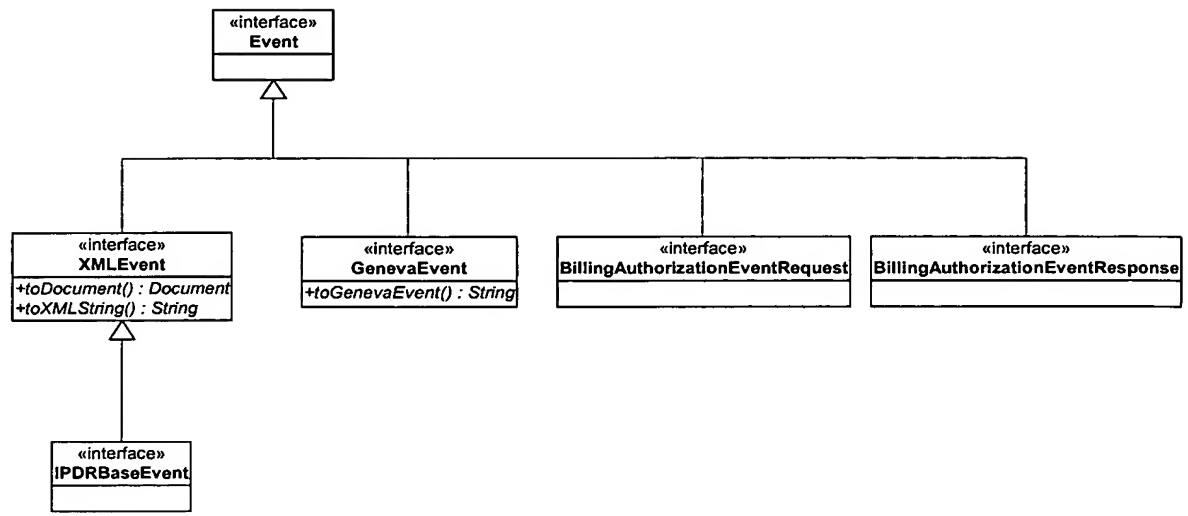 «interface»
Event
«interface»
XMLEvent
+toDocument() : Document
+toXMLString() : String
«interface»
GenevaEvent
+toGenevaEvent() : String
«interface»
BillingAuthorizationEventRequest
«interface»
BillingAuthorizationEventResponse
«interface»
IPDRBaseEvent